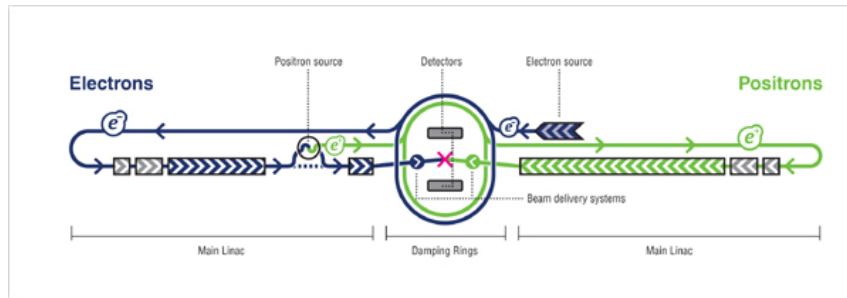 Positron source
Detectors
Electron source
Electrons
Positrons
e⁻
e⁻
e⁺
e⁺
Beam delivery systems
Main Linac
Damping Rings
Main Linac